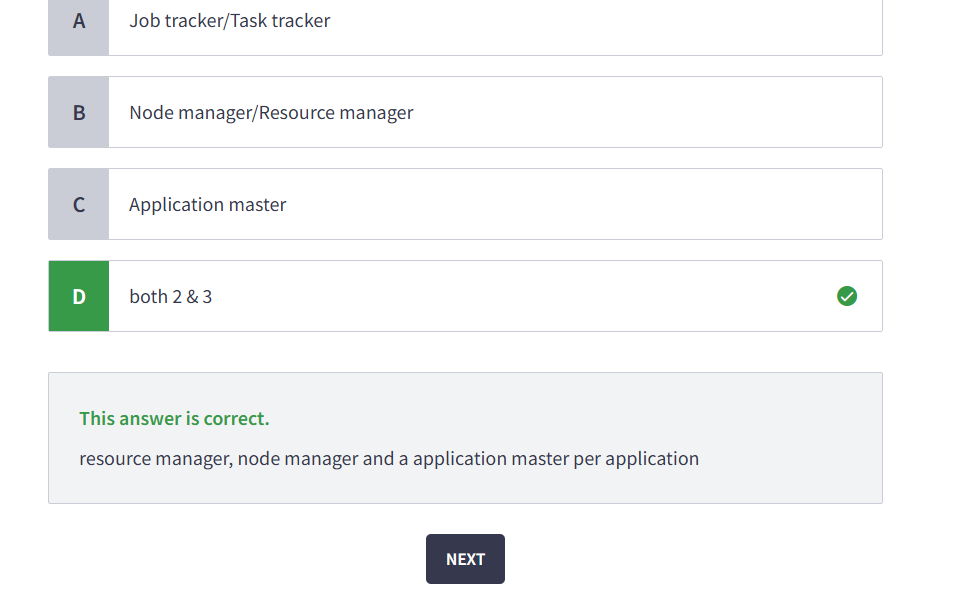 A Job tracker/Task tracker
B Node manager/Resource manager
C Application master
D both 2 & 3
This answer is correct.
resource manager, node manager and a application master per application
NEXT